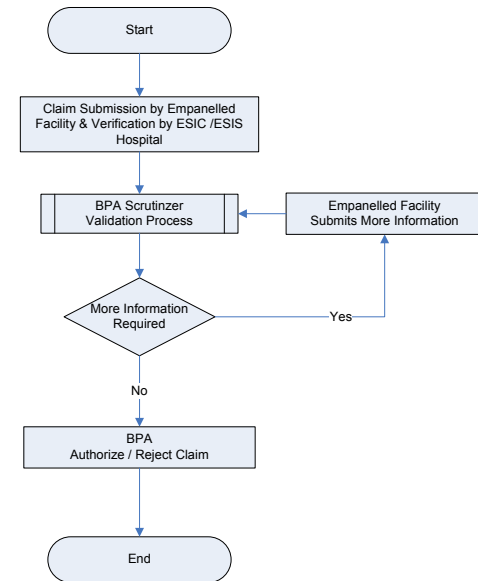 Start
Claim Submission by Empanelled
Facility & Verification by ESIC /ESIS
Hospital
BPA Scrutinzer
Validation Process
Empanelled Facility
Submits More Information
More Information
Required
Yes
No
BPA
Authorize / Reject Claim
End